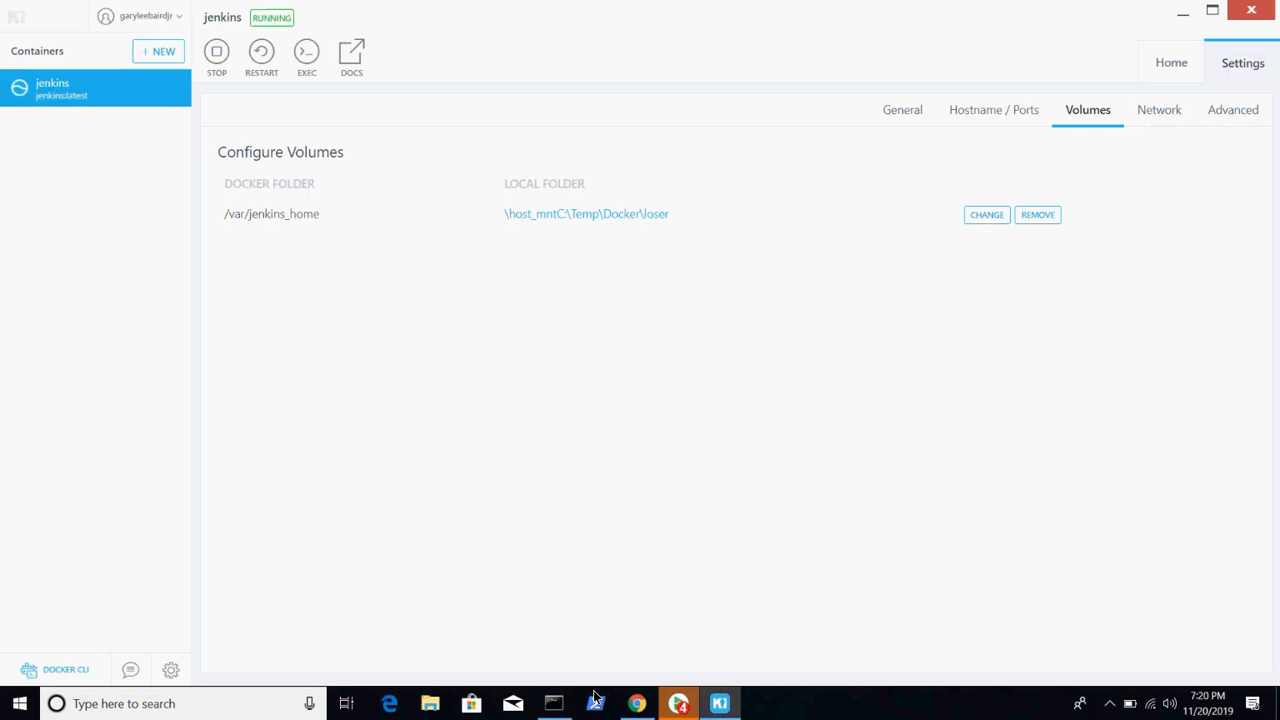 garyleebairdjr
jenkins RUNNING
Containers
+ NEW
STOP RESTART EXEC DOCS
Home Settings
jenkins
jenkins:latest
General Hostname / Ports Volumes Network Advanced
Configure Volumes
DOCKER FOLDER LOCAL FOLDER
/var/jenkins_home \host_mntC:\Temp\Docker\loser CHANGE REMOVE
DOCKER CLI
Type here to search
4
7:20 PM
11/20/2019